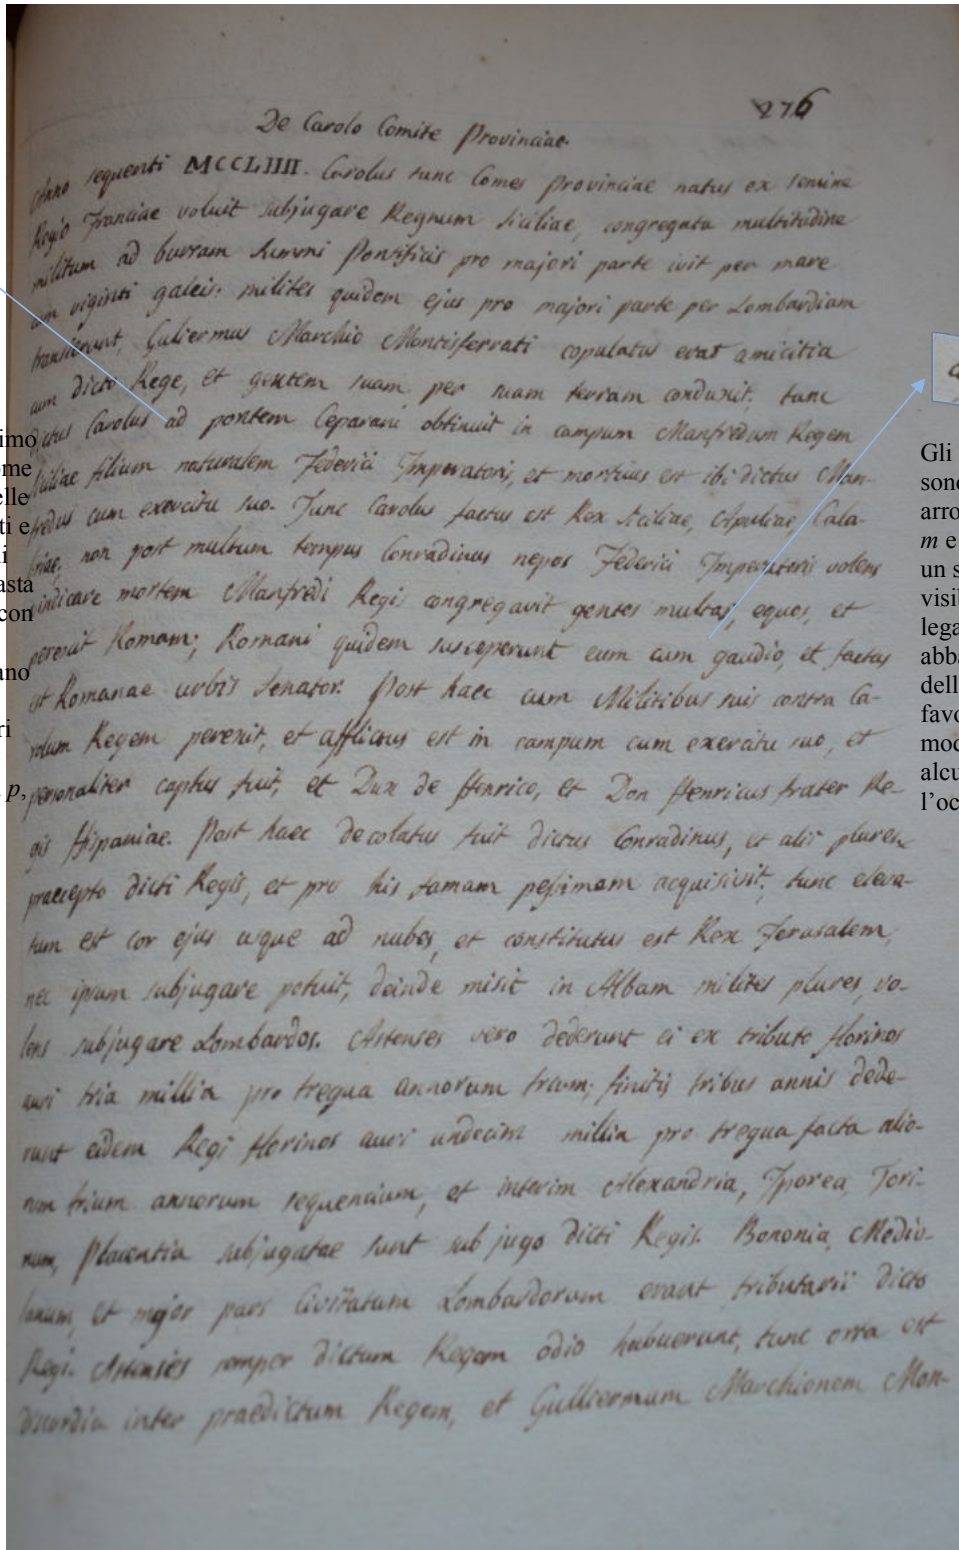 276
De Carolo Comite Provinciae.
Anno sequenti MCCLIIII. Carolus tunc Comes Provinciae natus ex semine
Regio Franciae voluit subjugare Regnum Siciliae, congregata multitudine
militum ad bursam Summi Pontificis pro majori parte ivit per mare
cum viginti galeis: milites quidem ejus pro majori parte per Lombardiam
transierunt, Guliermus Marchio Montisferrati copulatus erat amicitia
cum dicto Rege, et gentem suam per suam terram conduxit, tunc
dictus Carolus ad pontem Ceparani obtinuit in campum Manfredum Regem
Siciliae filium naturalem Federici Imperatoris, et mortuus est ibi dictus Man-
fredus cum exercitu suo. Tunc Carolus factus est Rex Siciliae, Apuliae, Cala-
briae. non post multum tempus Conradinus nepos Federici Imperatoris volens
vindicare mortem Manfredi Regis congregavit gentes multas, equos, et
pervenit Romam; Romani quidem susceperunt eum cum gaudio, et factus
est Romanae urbis Senator. Post haec cum Militibus suis contra Ca-
rolum Regem perenit, et afflictus est in campum cum exercitu suo, et
personaliter captus fuit, et Dux de Henrico, et Don Henricus frater Re-
gis Hispaniae. Post haec decolatus fuit dictus Conradinus, et alii plures
praecepto dicti Regis, et pro his famam pessimam acquisivit, tunc eleva-
tum est cor ejus usque ad nubes, et constitutus est Rex Jerusalem,
nec ipsum subjugare potuit, deinde misit in Albam milites plures, vo-
lens subjugare Lombardos. Astenses vero dederunt ei ex tributo florinos
auri tria millia pro tregua annorum trium; finitis tribus annis dede-
runt eidem Regi florinos auri undecim millia pro tregua facta alio-
rum trium annorum sequentium, et interim Alexandria, Iporea, Tori-
num, Placentia subjugatae sunt sub jugo dicti Regis. Bononia, Medio-
lanum, et major pars Civitatum Lombardorum erant tributarii dicto
Regi. Astenses semper dictum Regem odio habuerunt, tunc orta est
discordia inter praedictum Regem, et Gulliermum Marchionem Mon-
p,
Gli
m e
un s